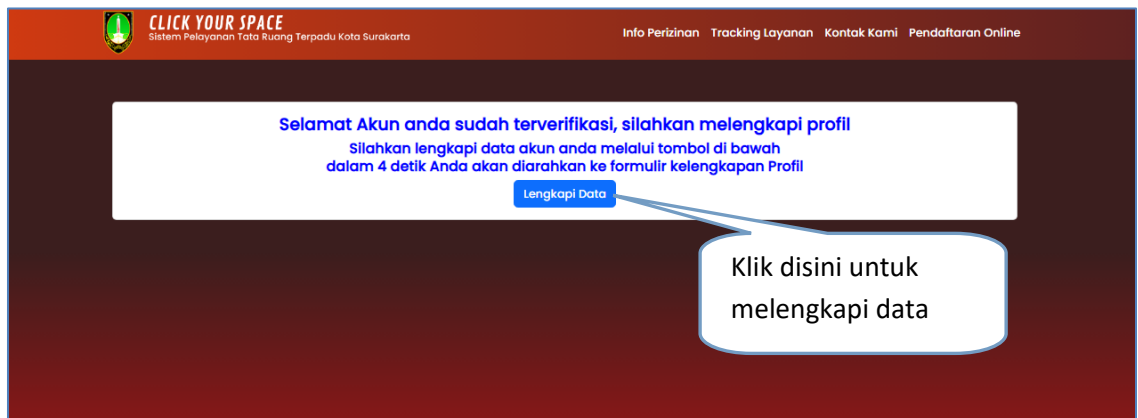 CLICK YOUR SPACE
Sistem Pelayanan Tata Ruang Terpadu Kota Surakarta
Info Perizinan Tracking Layanan Kontak Kami Pendaftaran Online
Selamat Akun anda sudah terverifikasi, silahkan melengkapi profil
Silahkan lengkapi data akun anda melalui tombol di bawah
dalam 4 detik Anda akan diarahkan ke formulir kelengkapan Profil
Lengkapi Data
Klik disini untuk
melengkapi data